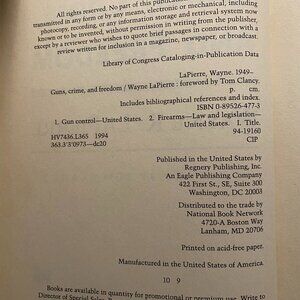 All rights reserved. No part of this publication
transmitted in any form or by any means, electronic or mechanical, including
photocopy, recording, or any information storage and retrieval system now
known or to be invented, without permission in writing from the publisher,
except by a reviewer who wishes to quote brief passages in connection with a
review written for inclusion in a magazine, newspaper, or broadcast.
Library of Congress Cataloging-in-Publication Data
LaPierre, Wayne. 1949–
Guns, crime, and freedom / Wayne LaPierre : foreword by Tom Clancy.
p. cm.
Includes bibliographical references and index.
ISBN 0-89526-477-3
1. Gun control—United States. 2. Firearms—Law and legislation—
United States. I. Title.
HV7436.L365 1994 94-19160
363.3'3'0973—dc20 CIP
Published in the United States by
Regnery Publishing, Inc.
An Eagle Publishing Company
422 First St., SE, Suite 300
Washington, DC 20003
Distributed to the trade by
National Book Network
4720-A Boston Way
Lanham, MD 20706
Printed on acid-free paper.
Manufactured in the United States of America.
10 9
Books are available in quantity for promotional or premium use. Write to
Director of Special Sales,